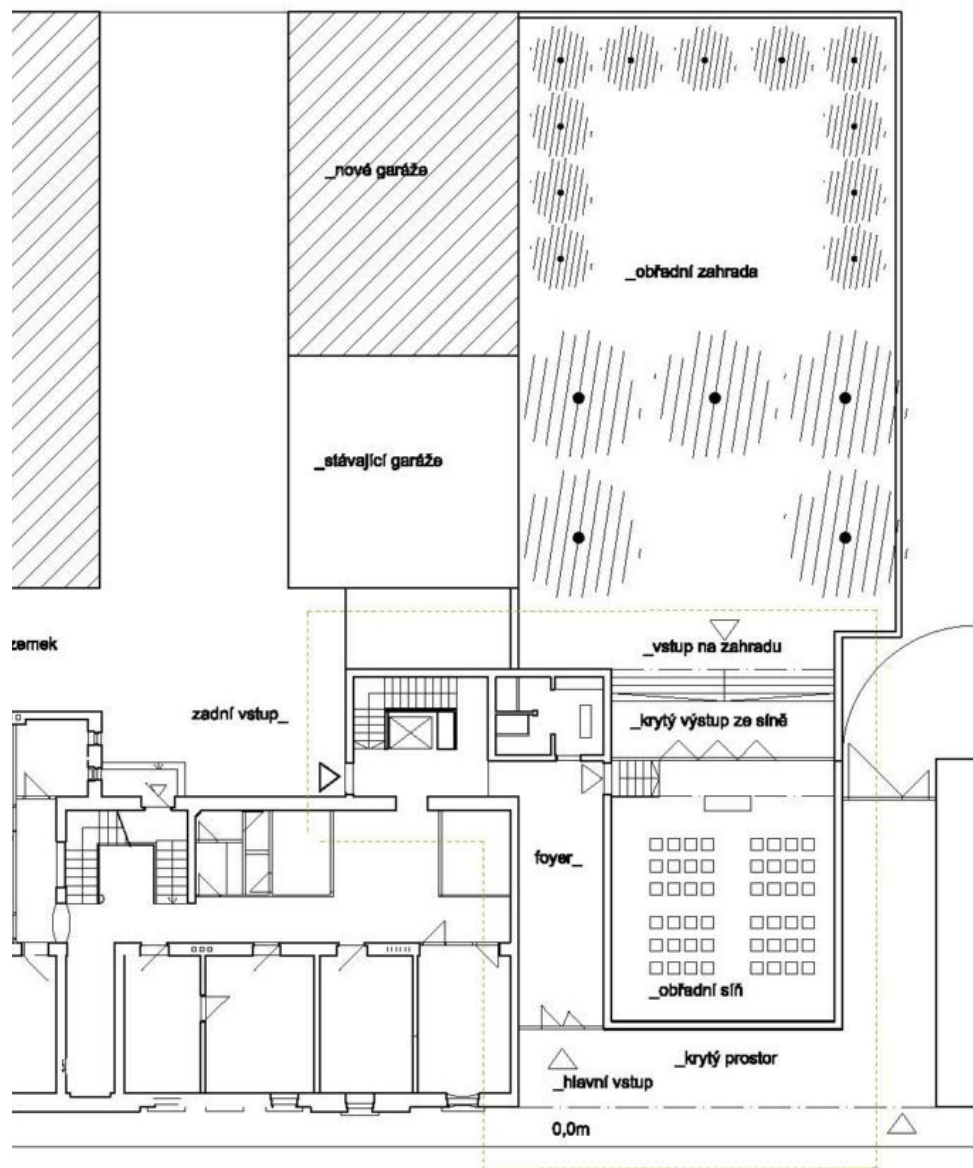 _nové garáže
_obřadní zahrada
_stávající garáže
zemek
_vstup na zahradu
zadní vstup_
_krytý výstup ze síně
foyer_
_obřadní síň
_krytý prostor
_hlavní vstup
0,0m